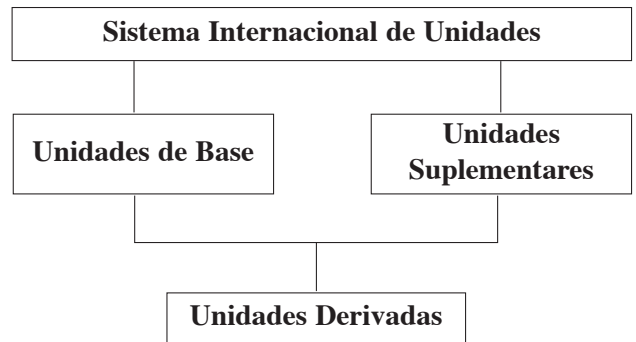 Sistema Internacional de Unidades
Unidades de Base
Unidades
Suplementares
Unidades Derivadas